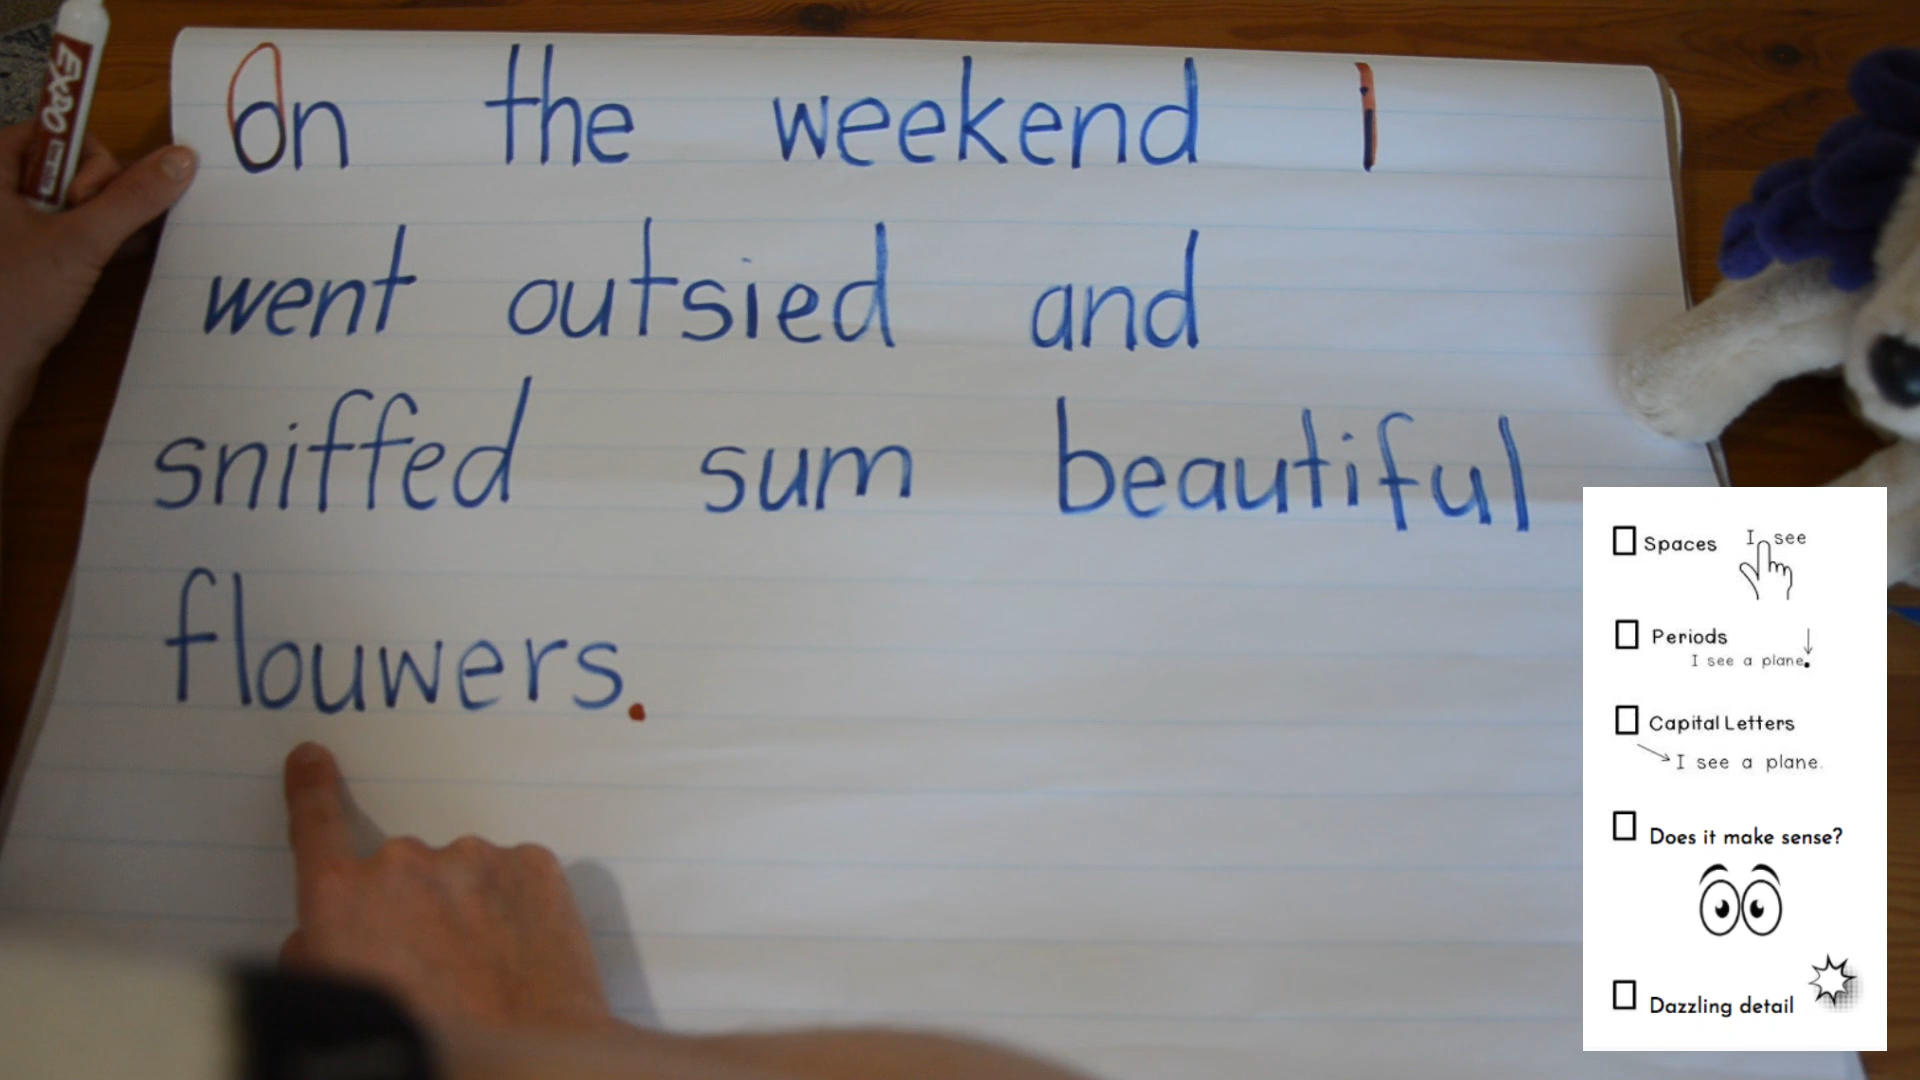 EXPO
On the weekend I
went outsied and
sniffed sum beautiful
flouwers.
Spaces I see
Periods
I see a plane.
Capital Letters
I see a plane.
Does it make sense?
Dazzling detail